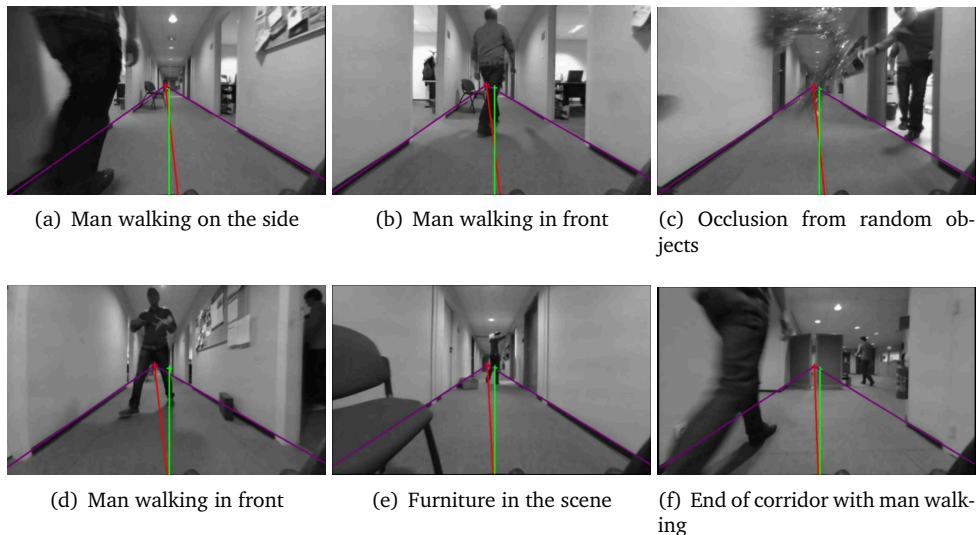 (a) Man walking on the side
(b) Man walking in front
(c) Occlusion from random ob-
jects
(d) Man walking in front
(e) Furniture in the scene
(f) End of corridor with man walk-
ing